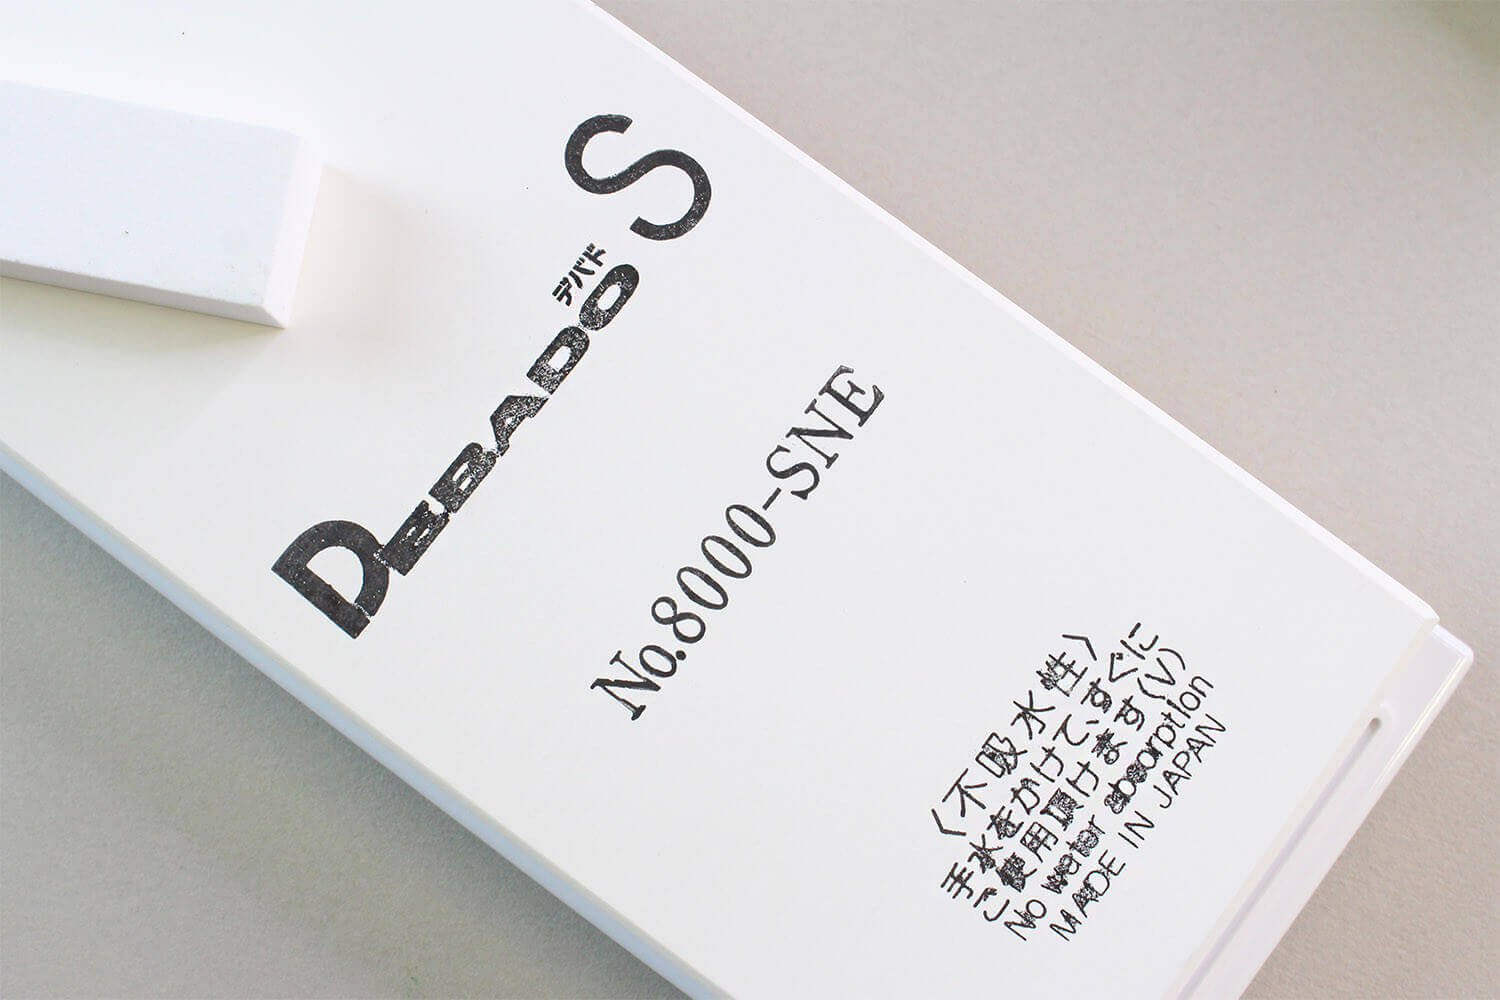 デバド
DEBADO S
No.8000-SNE
〈不吸水性〉
手水をかけて、すぐに
ご使用頂けます(V)
No water absorption
MADE IN JAPAN